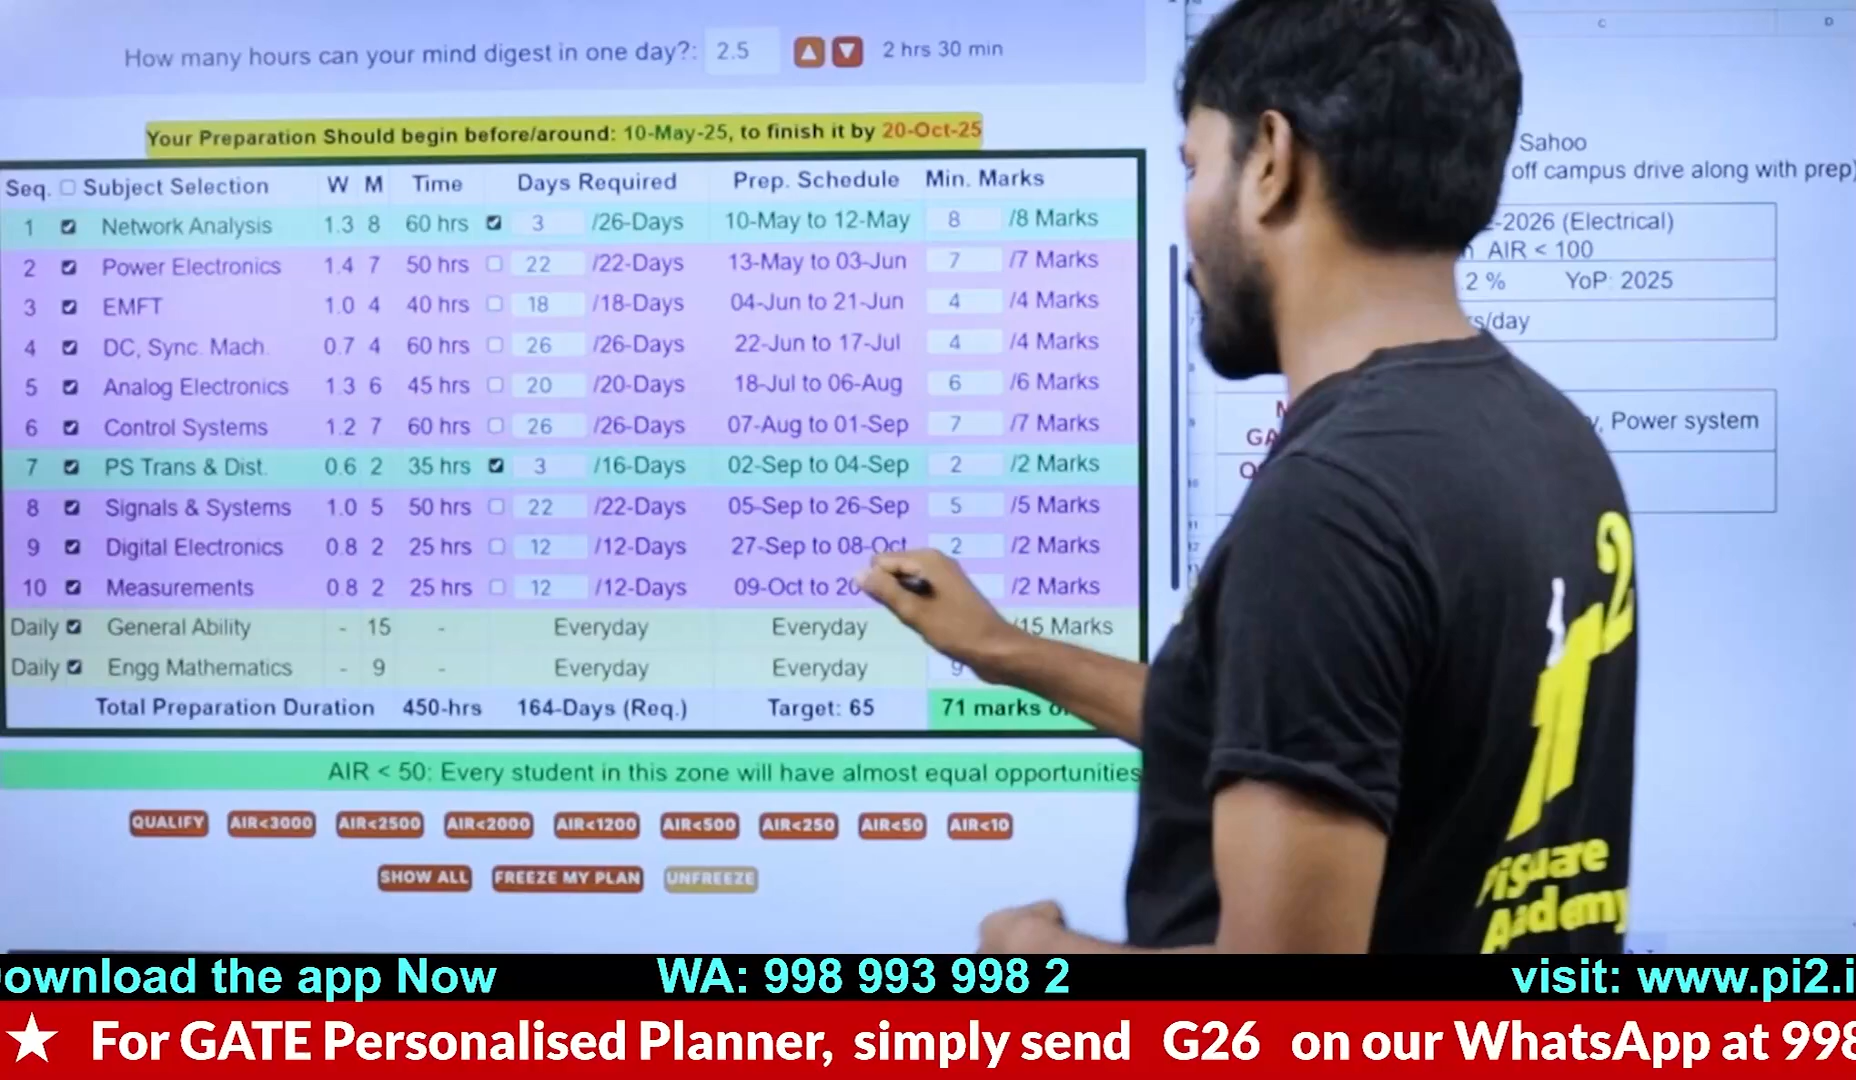 How many hours can your mind digest in one day?: 2.5 2 hrs 30 min
Your Preparation Should begin before/around: 10-May-25, to finish it by 20-Oct-25
Seq. Subject Selection W M Time Days Required Prep. Schedule Min. Marks
1 Network Analysis 1.3 8 60 hrs 3 /26-Days 10-May to 12-May 8 /8 Marks
2 Power Electronics 1.4 7 50 hrs 22 /22-Days 13-May to 03-Jun 7 /7 Marks
3 EMFT 1.0 4 40 hrs 18 /18-Days 04-Jun to 21-Jun 4 /4 Marks
4 DC, Sync. Mach. 0.7 4 60 hrs 26 /26-Days 22-Jun to 17-Jul 4 /4 Marks
5 Analog Electronics 1.3 6 45 hrs 20 /20-Days 18-Jul to 06-Aug 6 /6 Marks
6 Control Systems 1.2 7 60 hrs 26 /26-Days 07-Aug to 01-Sep 7 /7 Marks
7 PS Trans & Dist. 0.6 2 35 hrs 3 /16-Days 02-Sep to 04-Sep 2 /2 Marks
8 Signals & Systems 1.0 5 50 hrs 22 /22-Days 05-Sep to 26-Sep 5 /5 Marks
9 Digital Electronics 0.8 2 25 hrs 12 /12-Days 27-Sep to 08-Oct 2 /2 Marks
10 Measurements 0.8 2 25 hrs 12 /12-Days 09-Oct to 20 /2 Marks
Daily General Ability - 15 - Everyday Everyday /15 Marks
Daily Engg Mathematics - 9 - Everyday Everyday 9
Total Preparation Duration 450-hrs 164-Days (Req.) Target: 65 71 marks
AIR < 50: Every student in this zone will have almost equal opportunities
QUALIFY AIR<3000 AIR<2500 AIR<2000 AIR<1200 AIR<500 AIR<250 AIR<50 AIR<10
SHOW ALL FREEZE MY PLAN UNFREEZE
C D
Sahoo
off campus drive along with prep)
-2026 (Electrical)
AIR < 100
.2 % YoP: 2025
s/day
, Power system
GA
π2
PiSquare
Academy
ownload the app Now WA: 998 993 998 2 visit: www.pi2.i
★ For GATE Personalised Planner, simply send G26 on our WhatsApp at 998